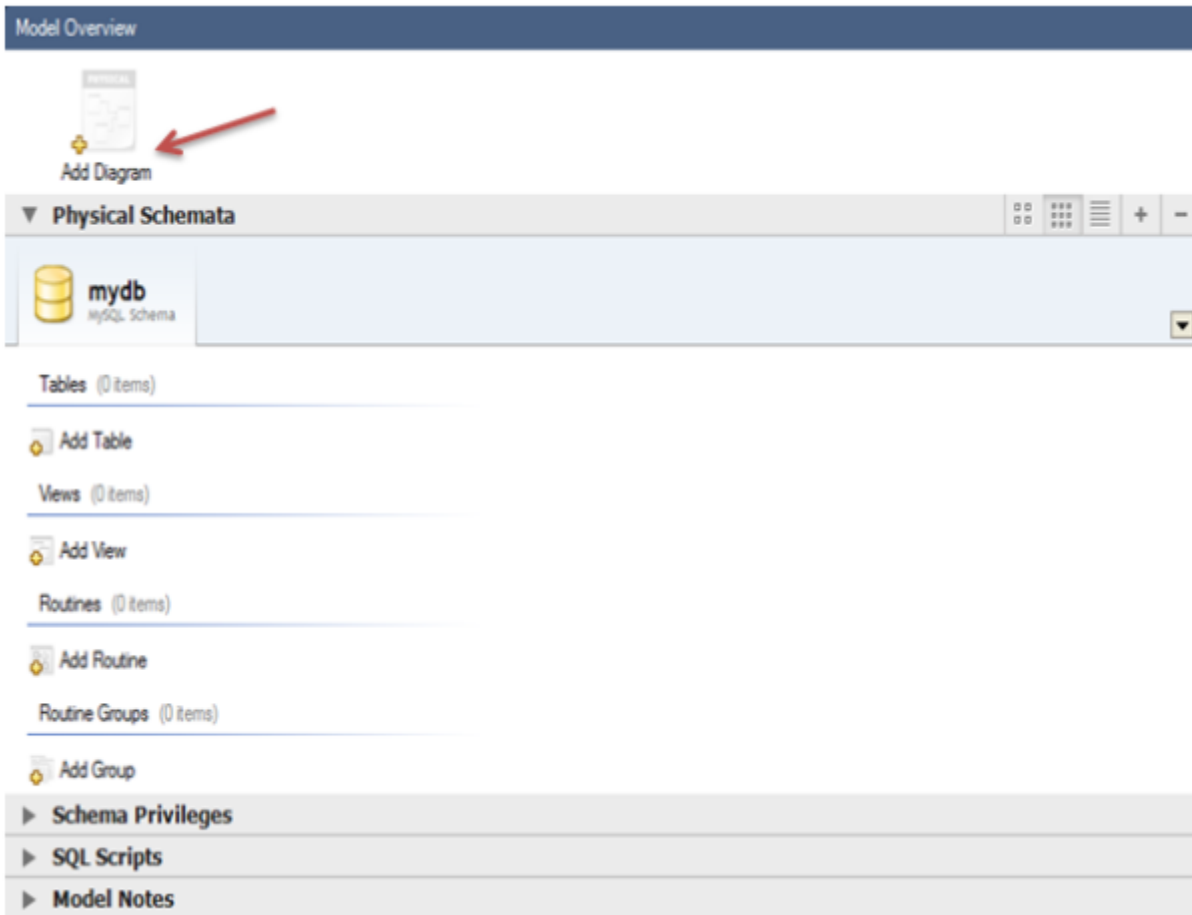 Model Overview
PHYSICAL
Add Diagram
Physical Schemata
mydb
MySQL Schema
Tables (0 items)
Add Table
Views (0 items)
Add View
Routines (0 items)
Add Routine
Routine Groups (0 items)
Add Group
Schema Privileges
SQL Scripts
Model Notes